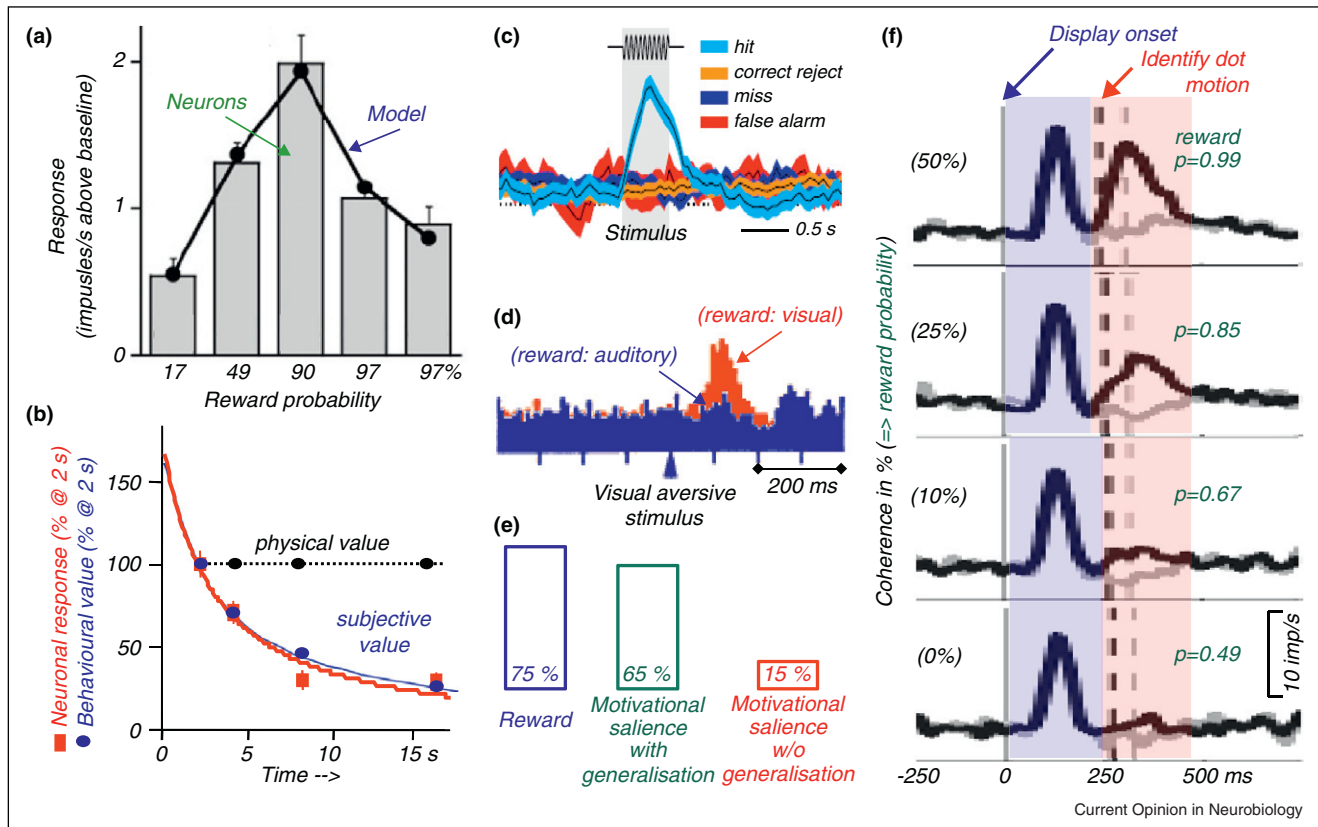 (a)
2
1
0
Response
(impusles/s above baseline)
Neurons
Model
17 49 90 97 97%
Reward probability
(b)
Neuronal response (% @ 2 s)
Behavioural value (% @ 2 s)
150
100
50
0
physical value
subjective
value
0 5 10 15 s
Time -->
(c)
hit
correct reject
miss
false alarm
Stimulus
0.5 s
(d)
(reward: visual)
(reward: auditory)
Visual aversive
stimulus
200 ms
(e)
75 %
65 %
15 %
Reward
Motivational
salience
with
generalisation
Motivational
salience
w/o
generalisation
(f)
Display onset
Identify dot
motion
Coherence in % (=> reward probability)
(50%)
reward
p=0.99
(25%)
p=0.85
(10%)
p=0.67
(0%)
p=0.49
10 imp/s
-250 0 250 500 ms
Current Opinion in Neurobiology